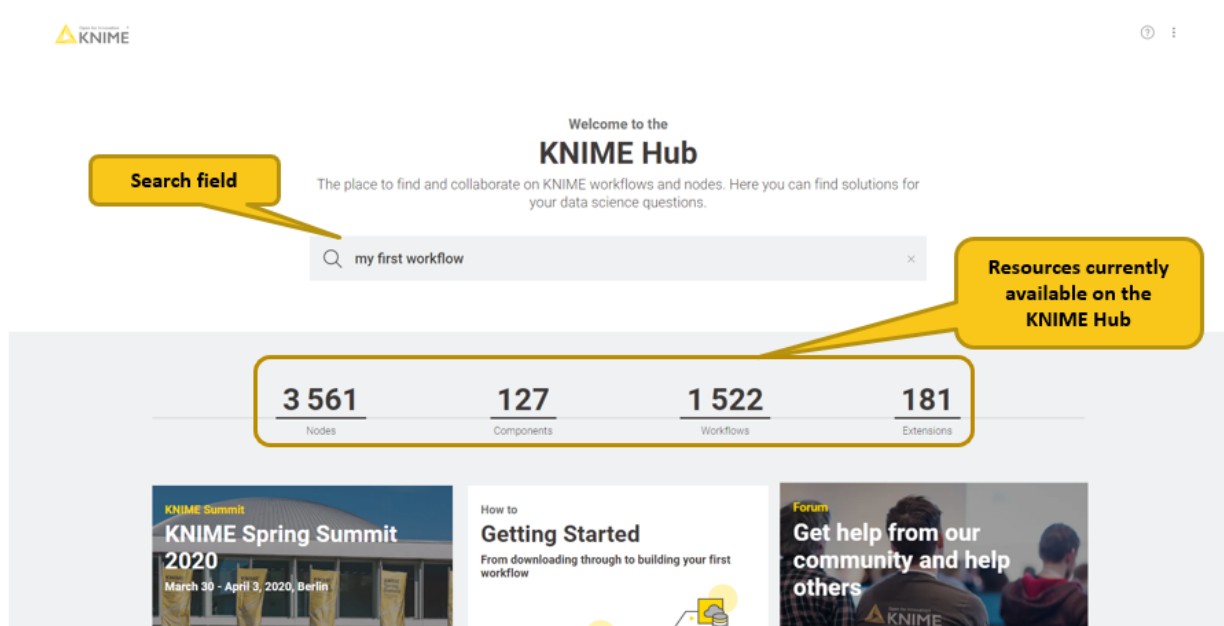 Open for Innovation
KNIME
Welcome to the
KNIME Hub
Search field
The place to find and collaborate on KNIME workflows and nodes. Here you can find solutions for
your data science questions.
my first workflow
Resources currently
available on the
KNIME Hub
3 561
127
1 522
181
Nodes
Components
Workflows
Extensions
KNIME Summit
KNIME Spring Summit
2020
March 30 - April 3, 2020, Berlin
How to
Getting Started
From downloading through to building your first
workflow
Forum
Get help from our
community and help
others
KNIME